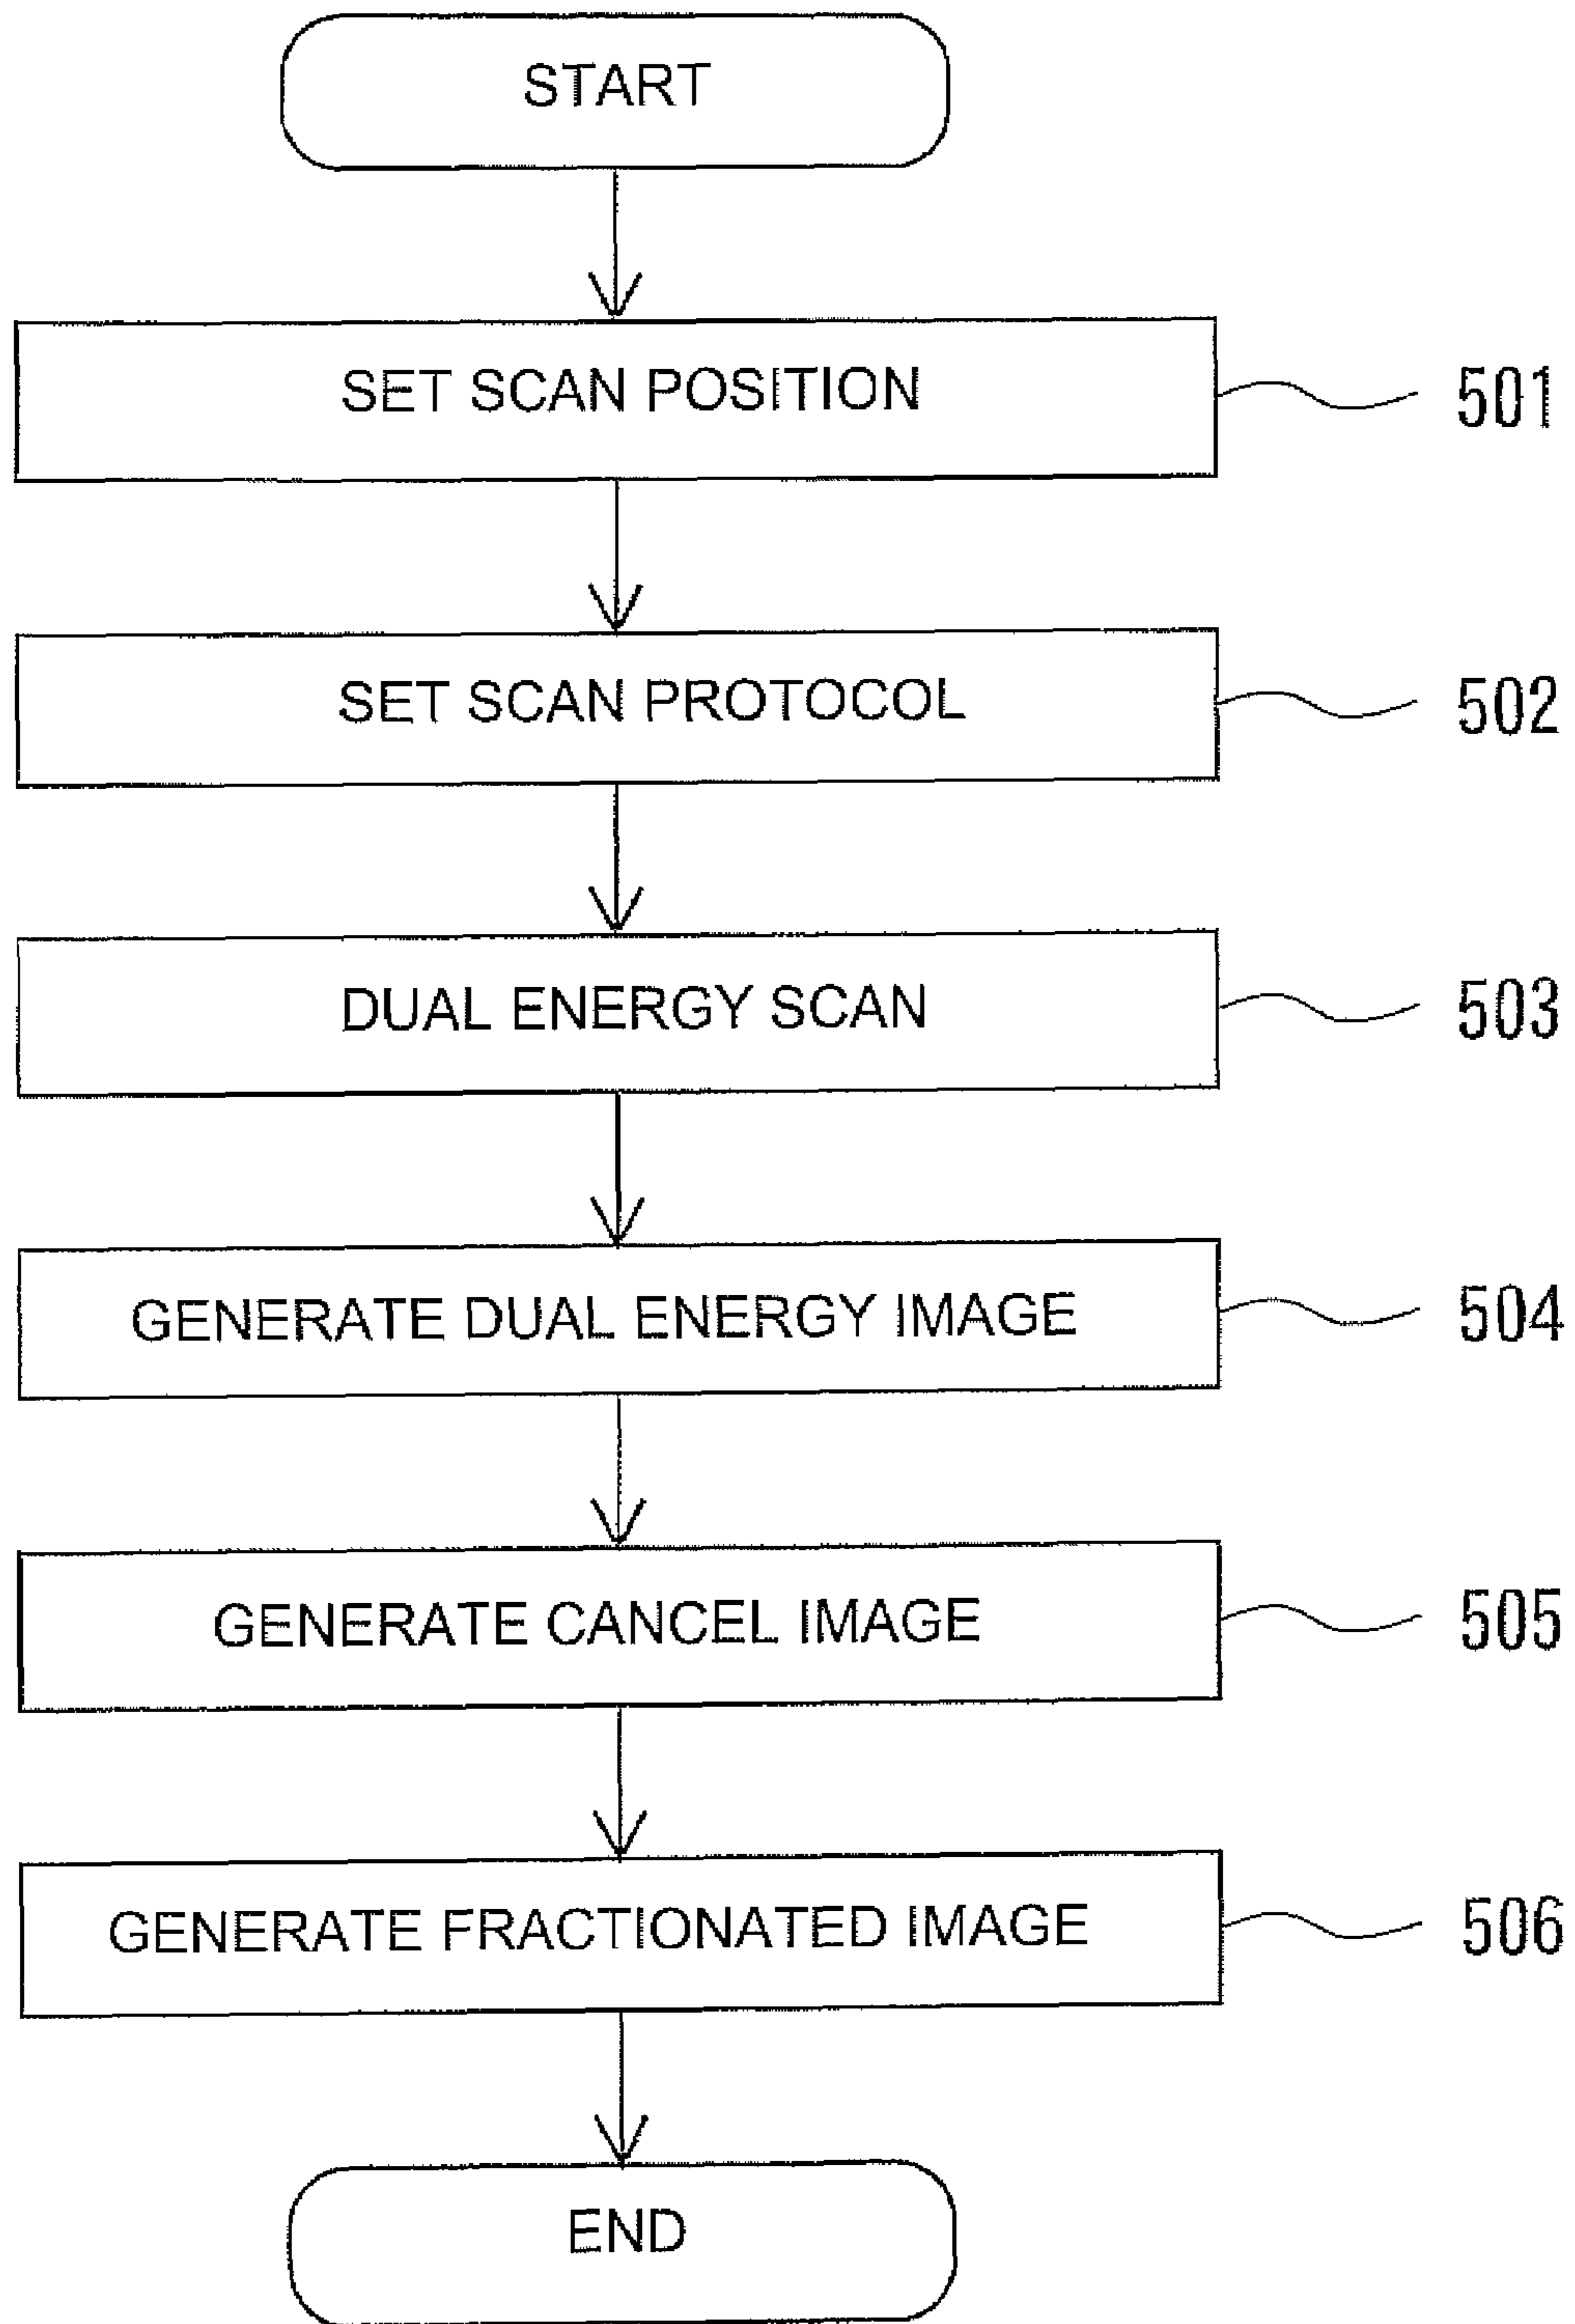 START
SET SCAN POSITION
501
SET SCAN PROTOCOL
502
DUAL ENERGY SCAN
503
GENERATE DUAL ENERGY IMAGE
504
GENERATE CANCEL IMAGE
505
GENERATE FRACTIONATED IMAGE
506
END